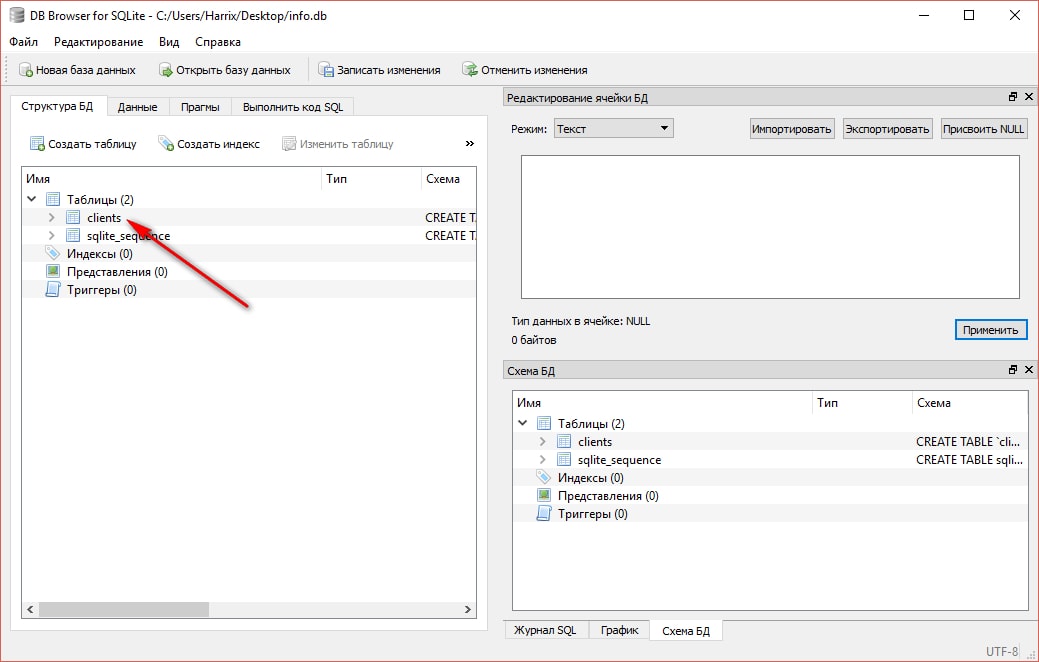 DB Browser for SQLite - C:/Users/Harrix/Desktop/info.db
Файл Редактирование Вид Справка
Новая база данных Открыть базу данных Записать изменения Отменить изменения
Структура БД Данные Прагмы Выполнить код SQL
Создать таблицу Создать индекс Изменить таблицу »
Имя Тип Схема
Таблицы (2)
clients CREATE T
sqlite_sequence CREATE T
Индексы (0)
Представления (0)
Триггеры (0)
Редактирование ячейки БД
Режим: Текст Импортировать Экспортировать Присвоить NULL
Тип данных в ячейке: NULL
0 байтов
Применить
Схема БД
Имя Тип Схема
Таблицы (2)
clients CREATE TABLE `cli...
sqlite_sequence CREATE TABLE sqli...
Индексы (0)
Представления (0)
Триггеры (0)
Журнал SQL График Схема БД
UTF-8